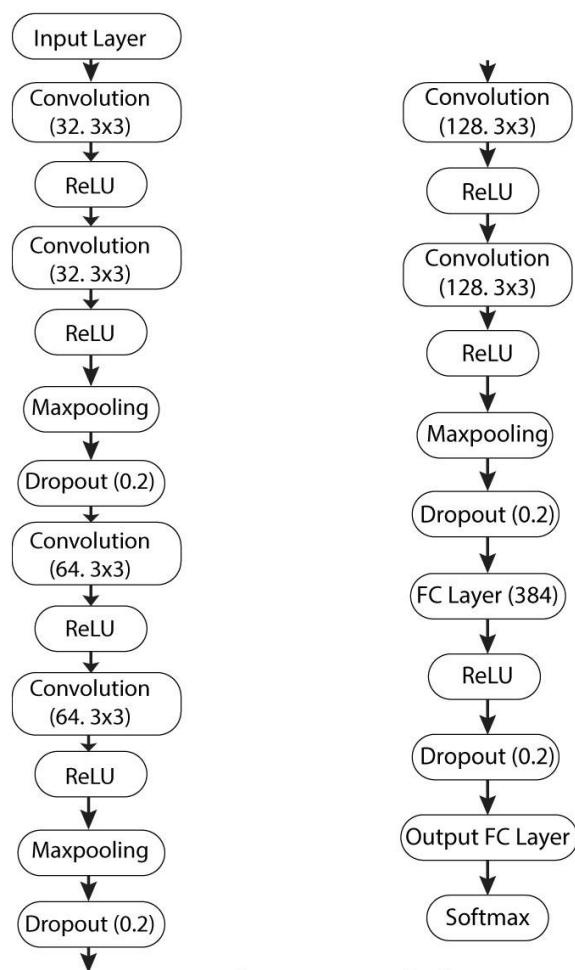 Input Layer
Convolution
(32. 3x3)
ReLU
Convolution
(32. 3x3)
ReLU
Maxpooling
Dropout (0.2)
Convolution
(64. 3x3)
ReLU
Convolution
(64. 3x3)
ReLU
Maxpooling
Dropout (0.2)
Convolution
(128. 3x3)
ReLU
Convolution
(128. 3x3)
ReLU
Maxpooling
Dropout (0.2)
FC Layer (384)
ReLU
Dropout (0.2)
Output FC Layer
Softmax